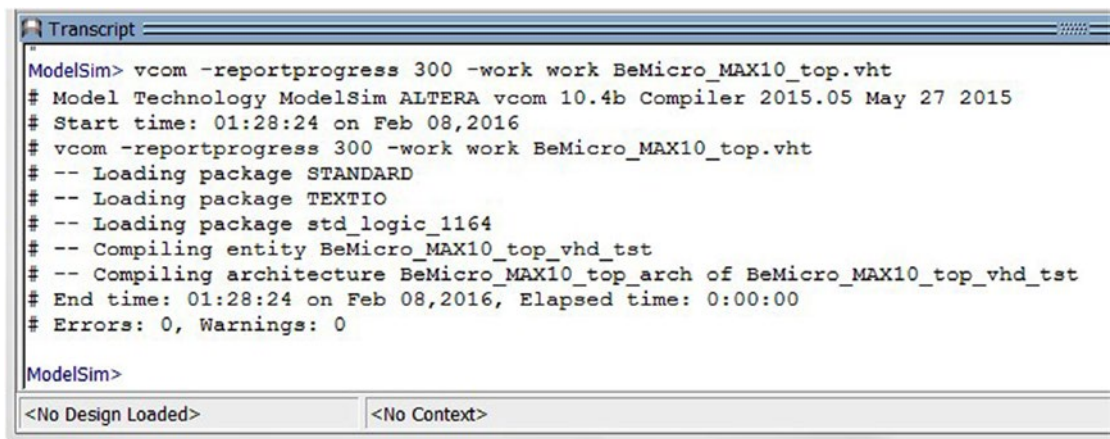 Transcript
"
ModelSim> vcom -reportprogress 300 -work work BeMicro_MAX10_top.vht
# Model Technology ModelSim ALTERA vcom 10.4b Compiler 2015.05 May 27 2015
# Start time: 01:28:24 on Feb 08,2016
# vcom -reportprogress 300 -work work BeMicro_MAX10_top.vht
# -- Loading package STANDARD
# -- Loading package TEXTIO
# -- Loading package std_logic_1164
# -- Compiling entity BeMicro_MAX10_top_vhd_tst
# -- Compiling architecture BeMicro_MAX10_top_arch of BeMicro_MAX10_top_vhd_tst
# End time: 01:28:24 on Feb 08,2016, Elapsed time: 0:00:00
# Errors: 0, Warnings: 0
ModelSim>
<No Design Loaded> <No Context>